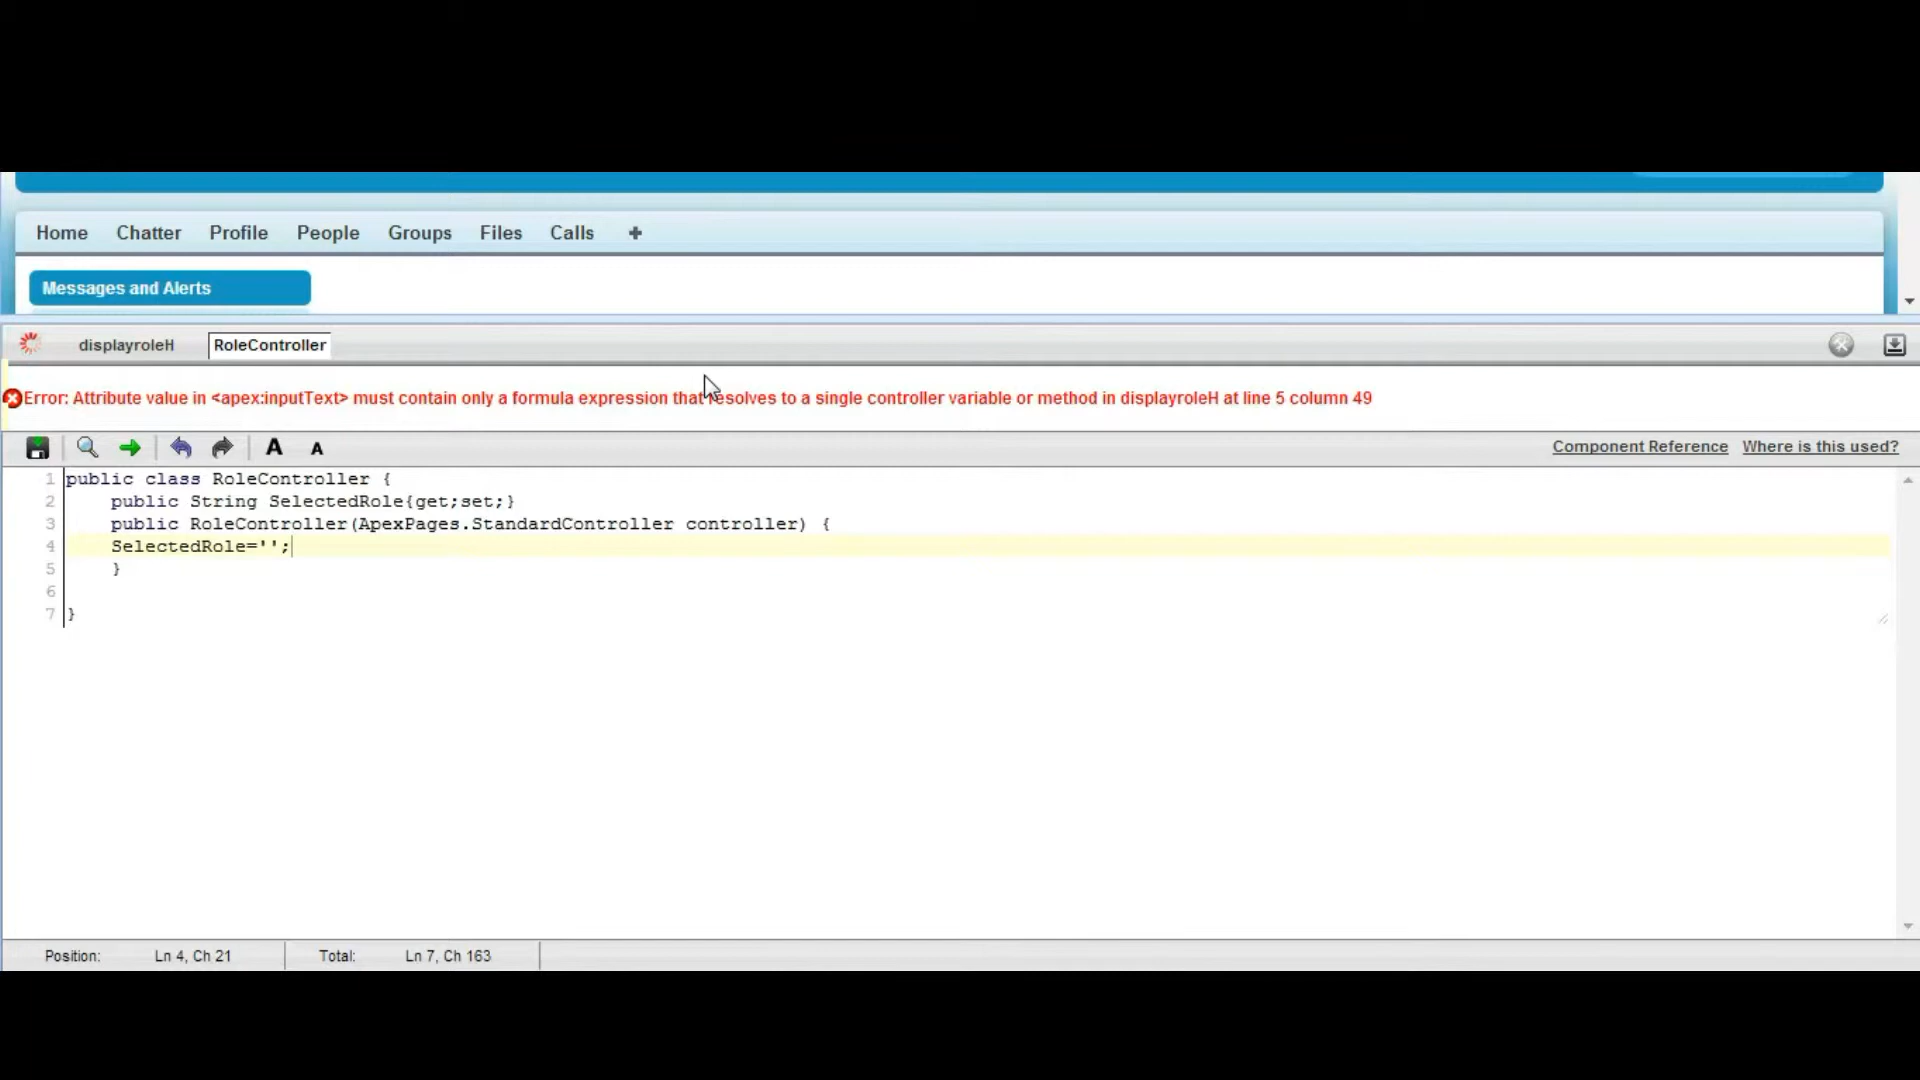 Home Chatter Profile People Groups Files Calls +
Messages and Alerts
displayroleH RoleController
Error: Attribute value in <apex:inputText> must contain only a formula expression that resolves to a single controller variable or method in displayroleH at line 5 column 49
A A Component Reference Where is this used?
1 public class RoleController {
2 public String SelectedRole{get;set;}
3 public RoleController(ApexPages.StandardController controller) {
4 SelectedRole='';
5 }
6
7 }
Position: Ln 4, Ch 21 Total: Ln 7, Ch 163